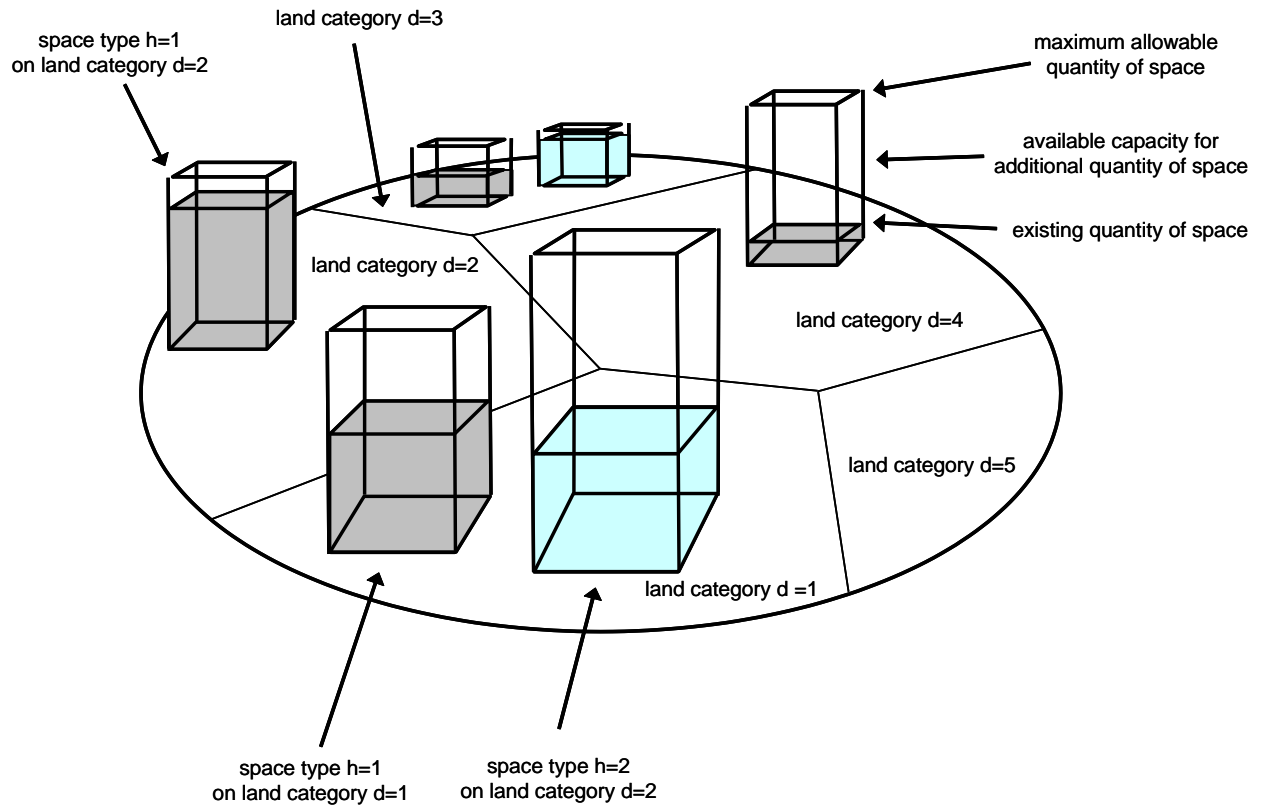 land category d=3
space type h=1
on land category d=2
maximum allowable
quantity of space
available capacity for
additional quantity of space
existing quantity of space
land category d=2
land category d=4
land category d=5
land category d =1
space type h=1
on land category d=1
space type h=2
on land category d=2